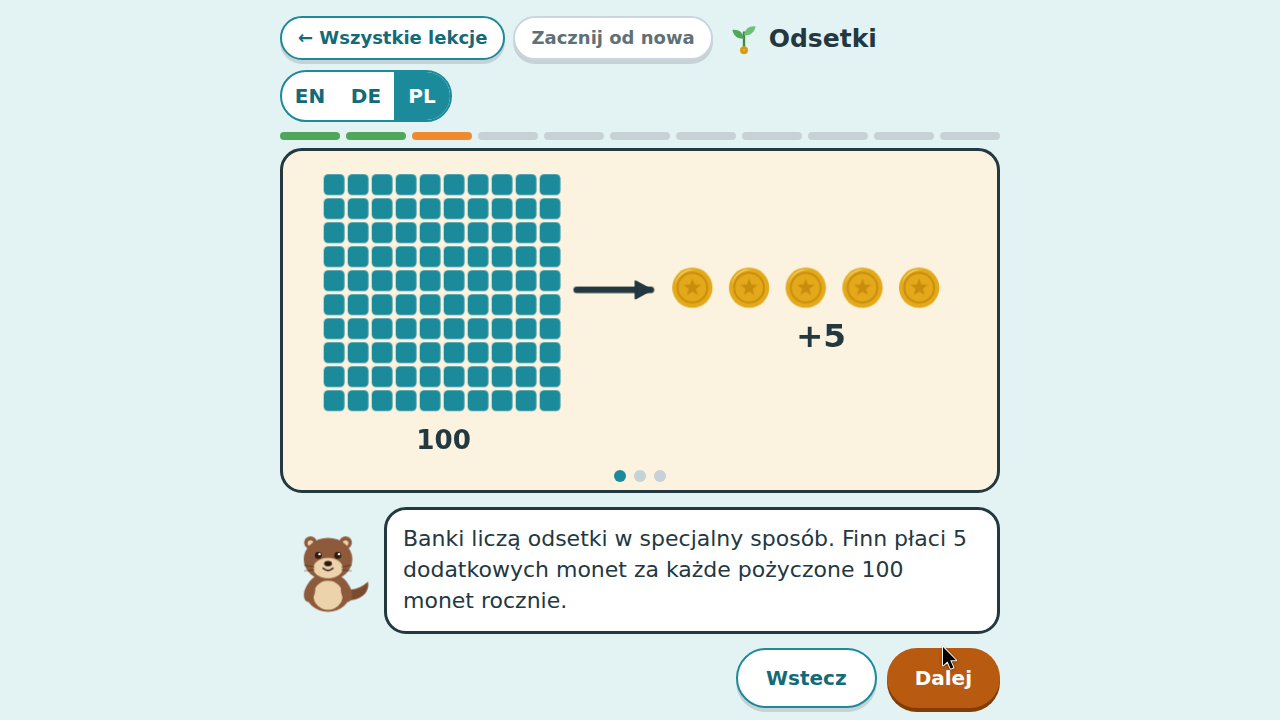 ← Wszystkie lekcje
Zacznij od nowa
Odsetki
EN DE PL
+5
100
Banki liczą odsetki w specjalny sposób. Finn płaci 5
dodatkowych monet za każde pożyczone 100
monet rocznie.
Wstecz
Dalej